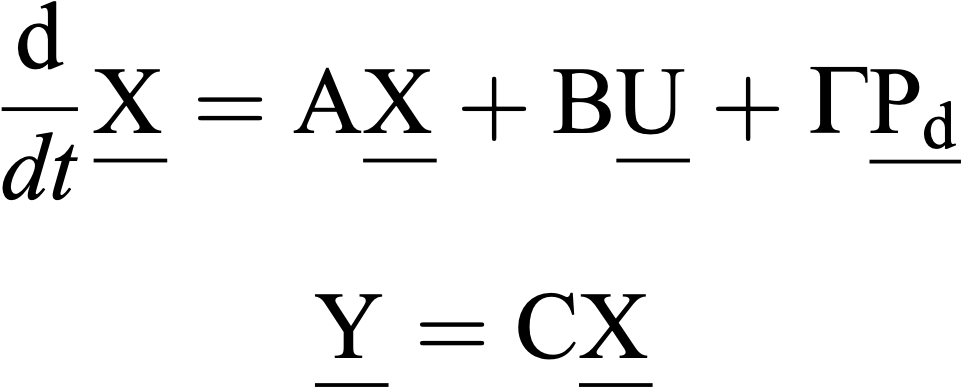 d/dt X = AX + BU + ΓP_d
Y = CX